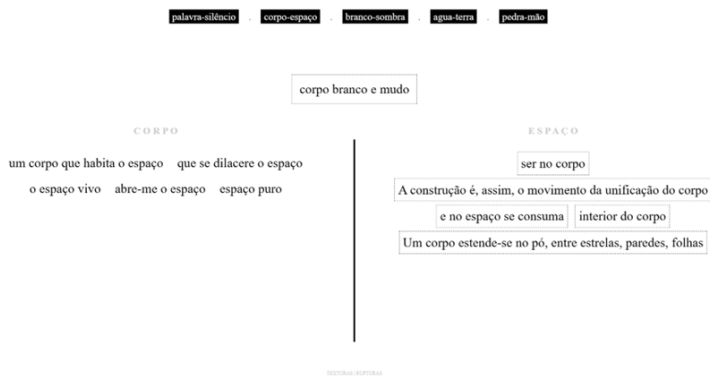 palavra-silêncio . corpo-espaço . branco-sombra . agua-terra . pedra-mão
corpo branco e mudo
CORPO
um corpo que habita o espaço que se dilacere o espaço
o espaço vivo abre-me o espaço espaço puro
ESPAÇO
ser no corpo
A construção é, assim, o movimento da unificação do corpo
e no espaço se consuma interior do corpo
Um corpo estende-se no pó, entre estrelas, paredes, folhas